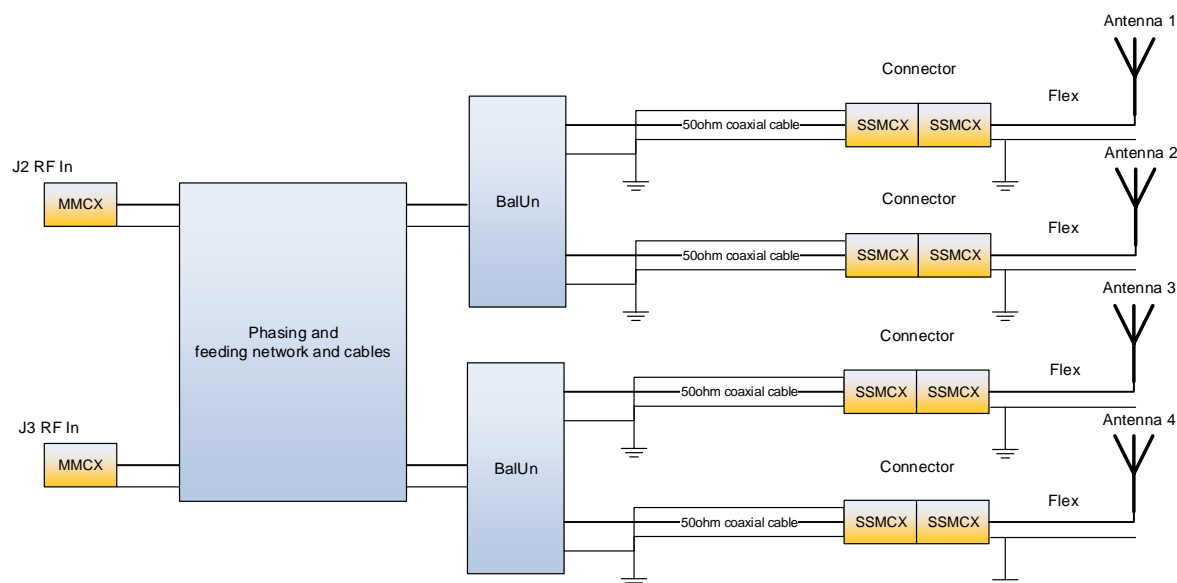 Antenna 1
Connector
Flex
50ohm coaxial cable
SSMCX
SSMCX
J2 RF In
MMCX
BalUn
Antenna 2
Connector
Flex
50ohm coaxial cable
SSMCX
SSMCX
Phasing and
feeding network and cables
Antenna 3
Connector
Flex
50ohm coaxial cable
SSMCX
SSMCX
J3 RF In
MMCX
BalUn
Antenna 4
Connector
Flex
50ohm coaxial cable
SSMCX
SSMCX